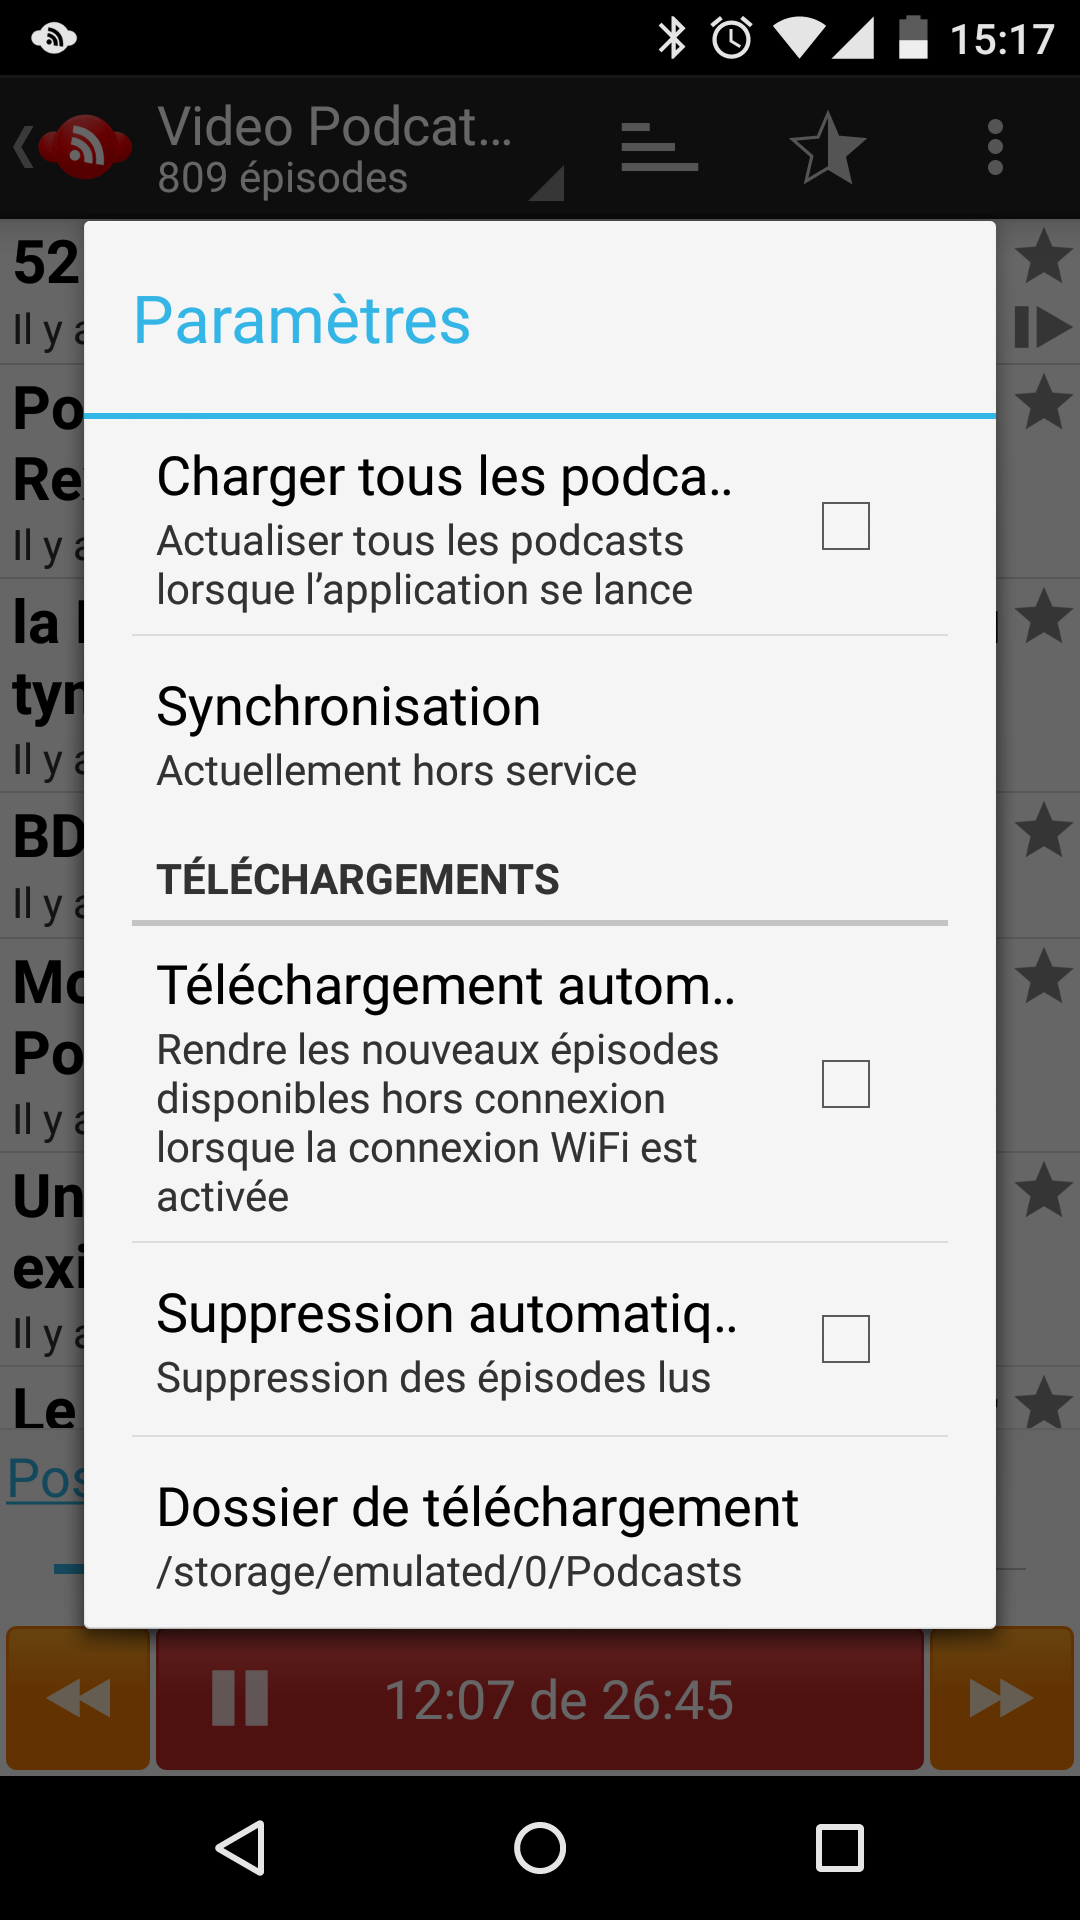 15:17
Video Podcat...
809 épisodes
Paramètres
52
Il y a
Po
Re
Il y a
la
tyn
Il y a
BD
Il y a
Mo
Po
Il y a
Un
exi
Il y a
Le
Pos
Charger tous les podca..
Actualiser tous les podcasts
lorsque l’application se lance
Synchronisation
Actuellement hors service
TÉLÉCHARGEMENTS
Téléchargement autom..
Rendre les nouveaux épisodes
disponibles hors connexion
lorsque la connexion WiFi est
activée
Suppression automatiq..
Suppression des épisodes lus
Dossier de téléchargement
/storage/emulated/0/Podcasts
12:07 de 26:45